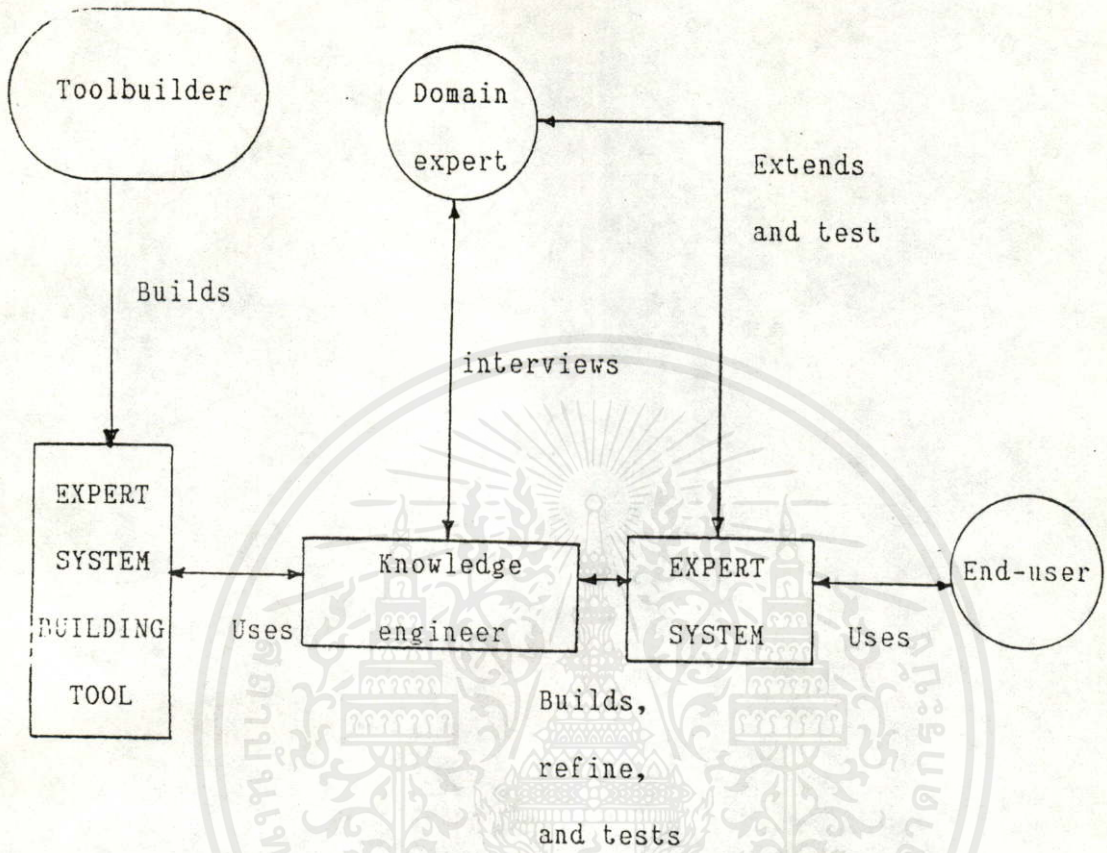 Toolbuilder
Domain
expert
Extends
and test
Builds
interviews
EXPERT
SYSTEM
BUILDING
TOOL
Uses
Knowledge
engineer
EXPERT
SYSTEM
Uses
End-user
Builds,
refine,
and tests